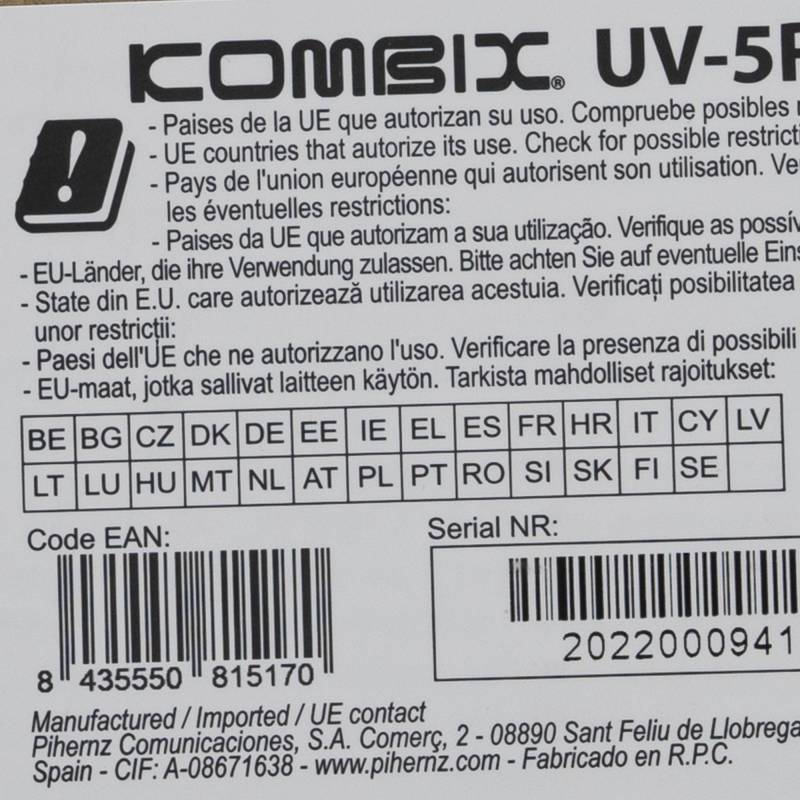 KOMBIX® UV-5
- Paises de la UE que autorizan su uso. Compruebe posibles
- UE countries that authorize its use. Check for possible
- Pays de l'union européenne qui autorisent son utilisation.
les éventuelles restrictions:
- Paises da UE que autorizam a sua utilização. Verifique as
- EU-Länder, die ihre Verwendung zulassen. Bitte achten Sie auf eventuelle
- State din E.U. care autorizează utilizarea acestuia. Verificați posibilitatea
unor restricții:
- Paesi dell'UE che ne autorizzano l'uso. Verificare la presenza di possibili
- EU-maat, jotka sallivat laitteen käytön. Tarkista mahdolliset rajoitukset:
BE BG CZ DK DE EE IE EL ES FR HR IT CY LV
LT LU HU MT NL AT PL PT RO SI SK FI SE
Code EAN:
Serial NR:
8 435550 815170
2022000941
Manufactured / Imported / UE contact
Pihernz Comunicaciones, S.A. Comerç, 2 - 08890 Sant Feliu de
Spain - CIF: A-08671638 - www.pihernz.com - Fabricado en R.P.C.